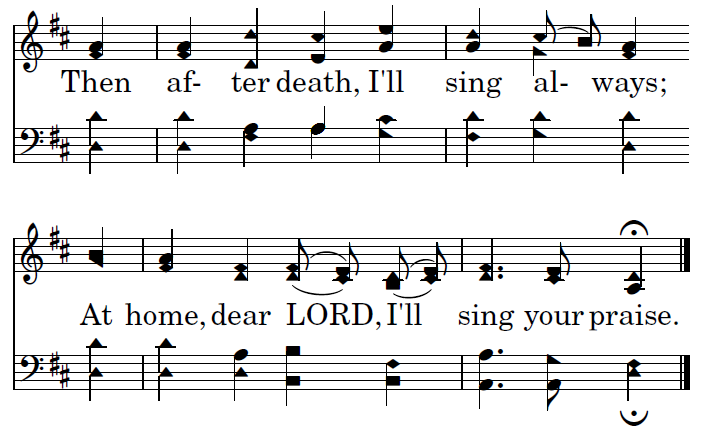 Then af- ter death, I'll sing al- ways;
At home, dear LORD, I'll sing your praise.